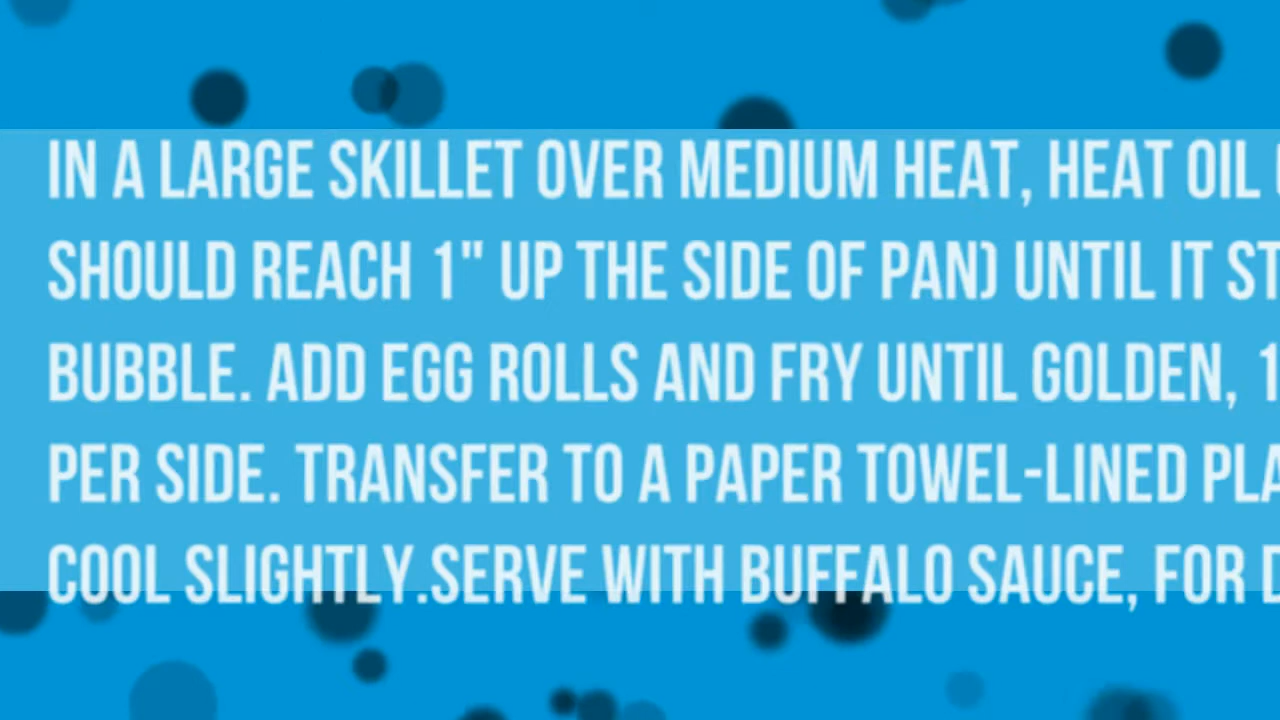 IN A LARGE SKILLET OVER MEDIUM HEAT, HEAT OIL
SHOULD REACH 1" UP THE SIDE OF PAN) UNTIL IT
BUBBLE. ADD EGG ROLLS AND FRY UNTIL GOLDEN, 1
PER SIDE. TRANSFER TO A PAPER TOWEL-LINED
COOL SLIGHTLY.SERVE WITH BUFFALO SAUCE, FOR